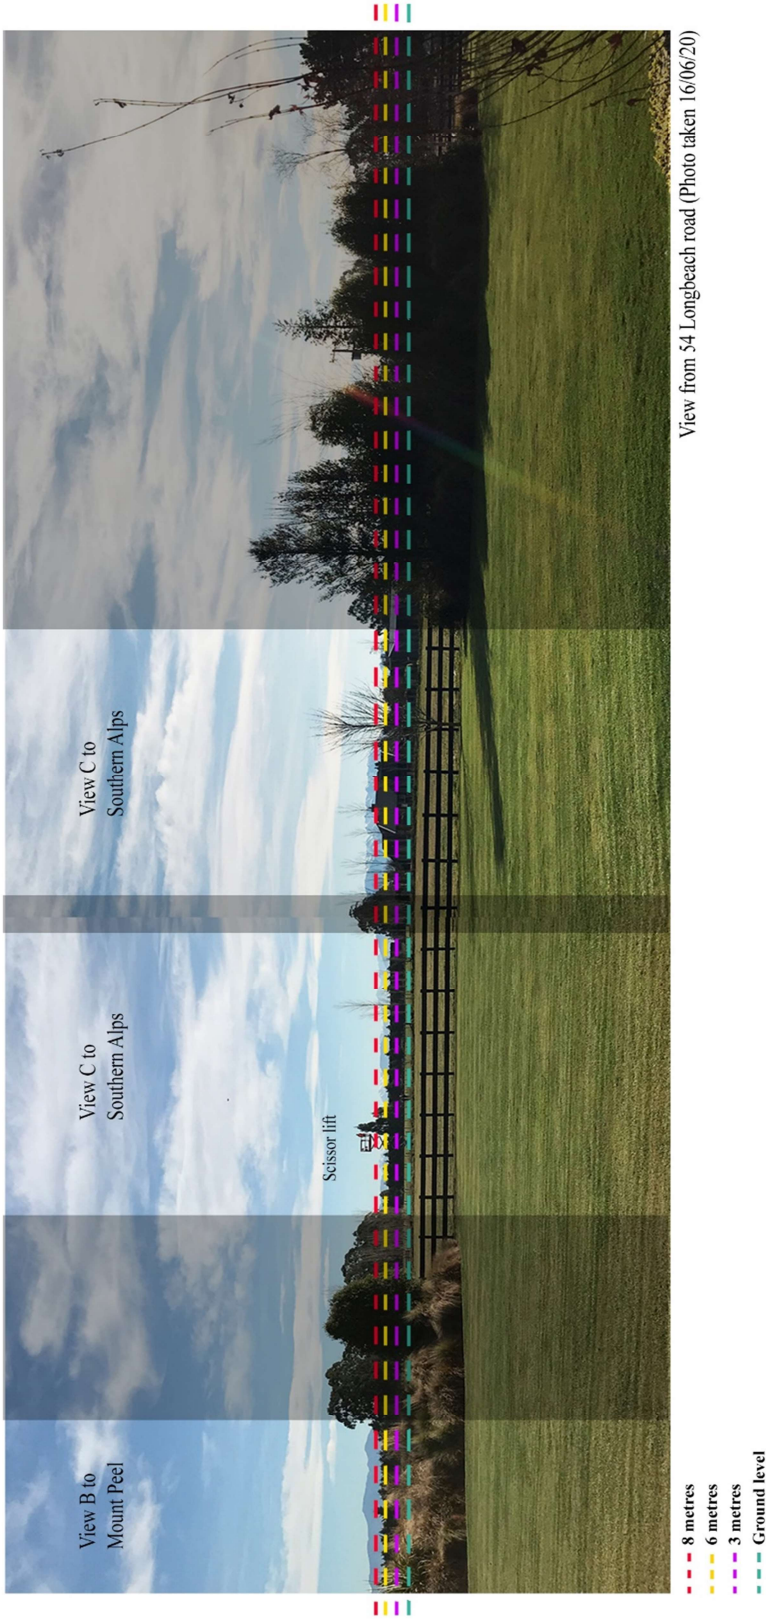 View B to
Mount Peel
View C to
Southern Alps
View C to
Southern Alps
Scissor lift
8 metres
6 metres
3 metres
Ground level
View from 54 Longbeach road (Photo taken 16/06/20)